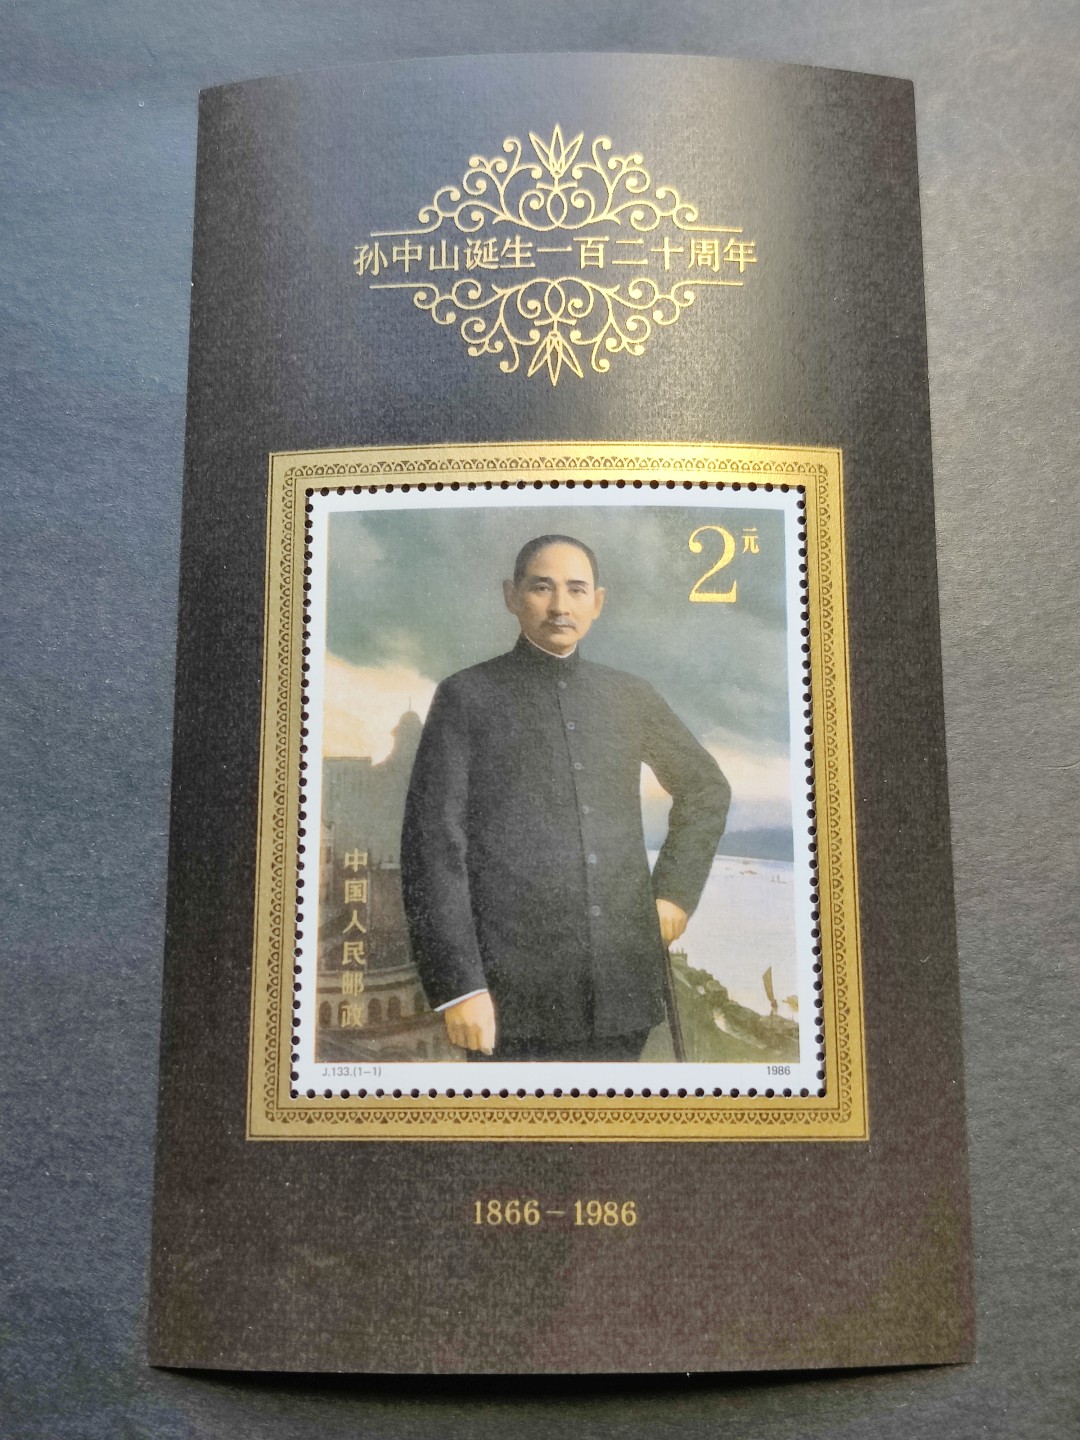 孙中山诞生一百二十周年
2元
中国人民邮政
J.133.(1-1)
1986
1866-1986